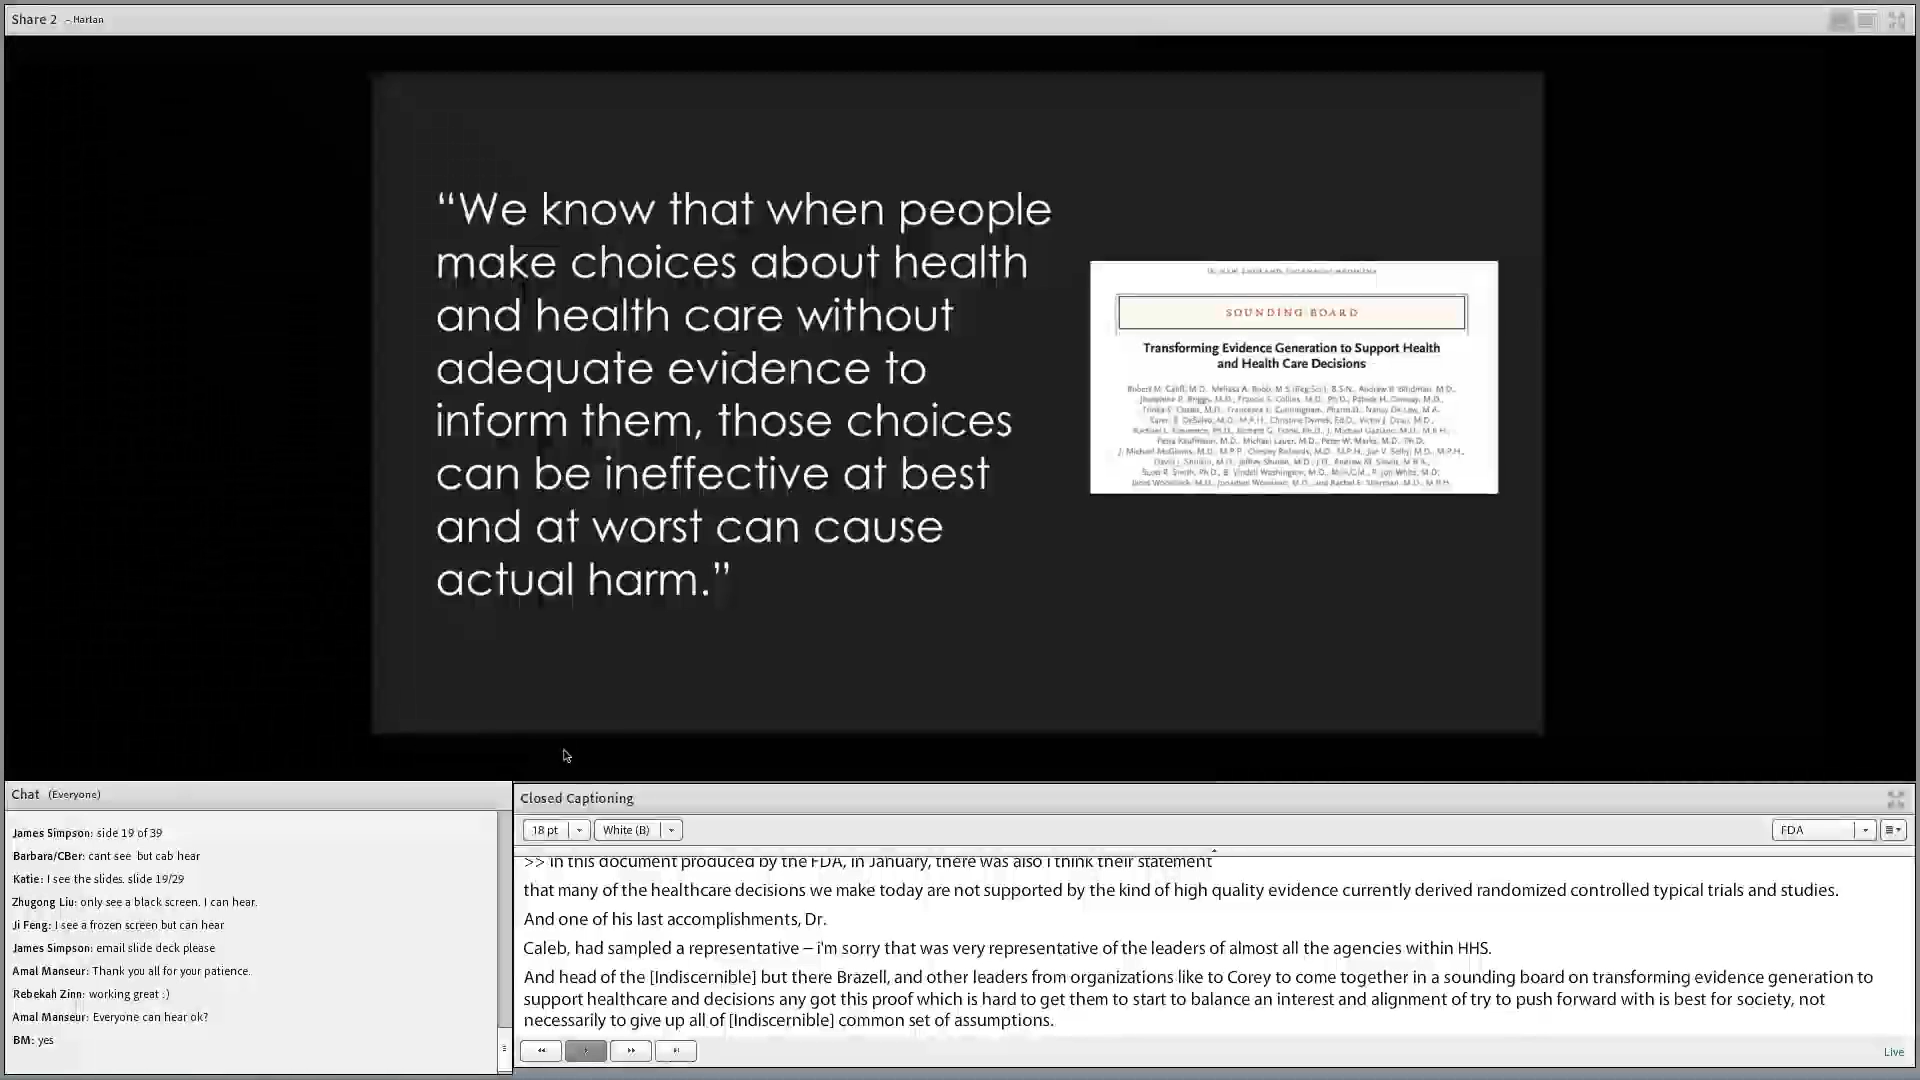 Share 2 - Harlan
“We know that when people
make choices about health
and health care without
adequate evidence to
inform them, those choices
can be ineffective at best
and at worst can cause
actual harm.”
SOUNDING BOARD
Transforming Evidence Generation to Support Health
and Health Care Decisions
Chat (Everyone)
James Simpson: side 19 of 39
Barbara/CBer: cant see but cab hear
Katie: I see the slides. slide 19/29
Zhugong Liu: only see a black screen. I can hear.
Ji Feng: I see a frozen screen but can hear
James Simpson: email slide deck please
Amal Manseur: Thank you all for your patience.
Rebekah Zinn: working great :)
Amal Manseur: Everyone can hear ok?
BM: yes
Closed Captioning
18 pt White (B) FDA
>> In this document produced by the FDA, in January, there was also i think their statement
that many of the healthcare decisions we make today are not supported by the kind of high quality evidence currently derived randomized controlled typical trials and studies.
And one of his last accomplishments, Dr.
Caleb, had sampled a representative – i'm sorry that was very representative of the leaders of almost all the agencies within HHS.
And head of the [Indiscernible] but there Brazell, and other leaders from organizations like to Corey to come together in a sounding board on transforming evidence generation to
support healthcare and decisions any got this proof which is hard to get them to start to balance an interest and alignment of try to push forward with is best for society, not
necessarily to give up all of [Indiscernible] common set of assumptions.
Live